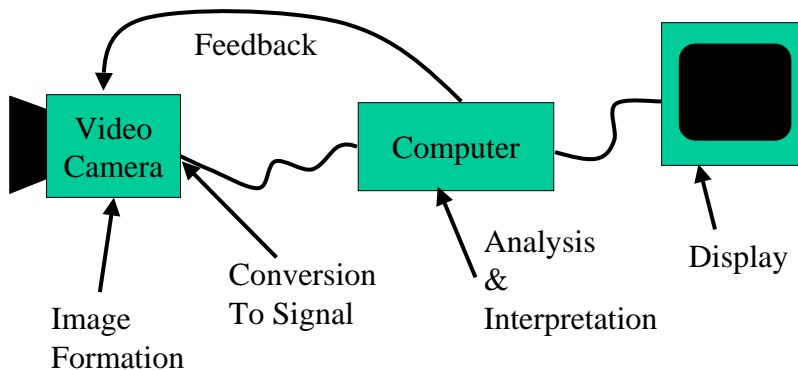 Feedback
Video
Camera
Computer
Conversion
To Signal
Image
Formation
Analysis
&
Interpretation
Display